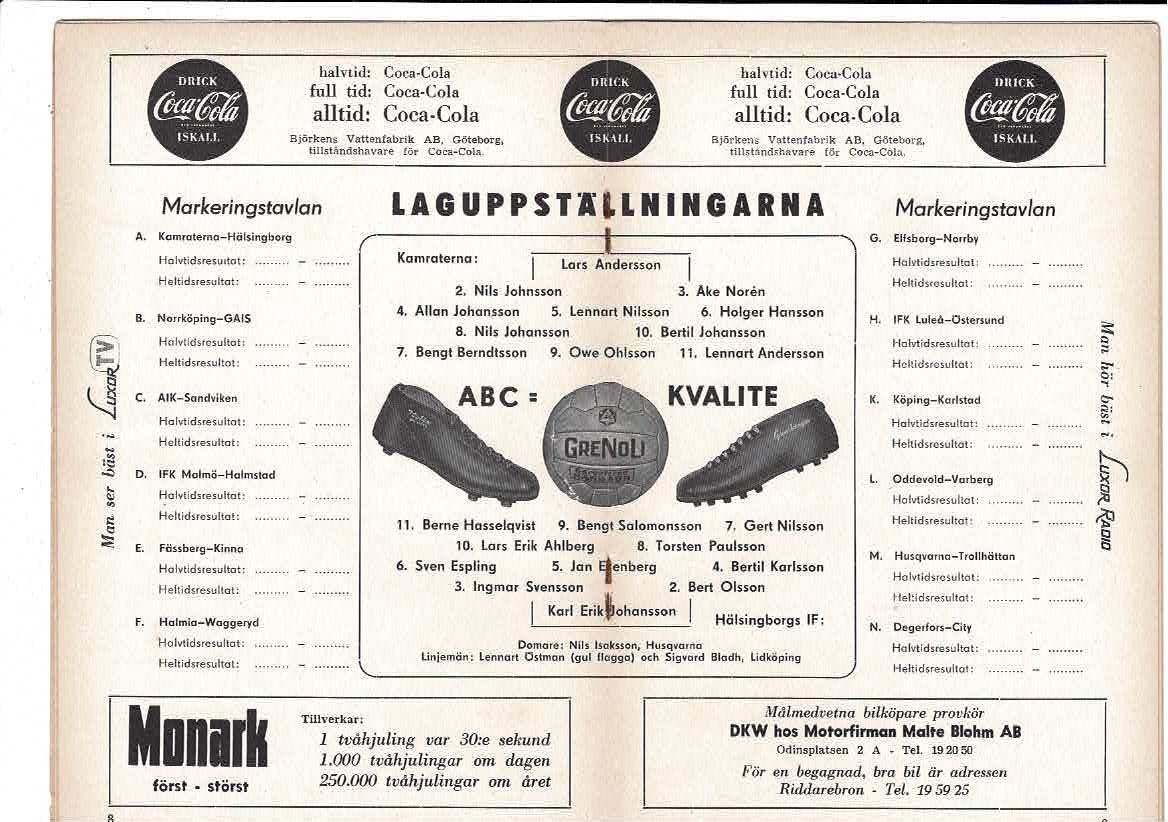 DRICK
Coca-Cola
ISKALL
halvtid: Coca-Cola
full tid: Coca-Cola
alltid: Coca-Cola
Björkens Vattenfabrik AB, Göteborg,
tillståndshavare för Coca-Cola.
DRICK
Coca-Cola
ISKALL
halvtid: Coca-Cola
full tid: Coca-Cola
alltid: Coca-Cola
Björkens Vattenfabrik AB, Göteborg,
tillståndshavare för Coca-Cola.
DRICK
Coca-Cola
ISKALL
Markeringstavlan
A. Kamraterna–Hälsingborg
Halvtidsresultat: ......... – .........
Heltidsresultat: ......... – .........
B. Norrköping–GAIS
Halvtidsresultat: ......... – .........
Heltidsresultat: ......... – .........
C. AIK–Sandviken
Halvtidsresultat: ......... – .........
Heltidsresultat: ......... – .........
D. IFK Malmö–Halmstad
Halvtidsresultat: ......... – .........
Heltidsresultat: ......... – .........
E. Fässberg–Kinna
Halvtidsresultat: ......... – .........
Heltidsresultat: ......... – .........
F. Halmia–Waggeryd
Halvtidsresultat: ......... – .........
Heltidsresultat: ......... – .........
Man ser bäst i Luxor TV
LAGUPPSTÄLLNINGARNA
Kamraterna:
Lars Andersson
2. Nils Johnsson 3. Åke Norén
4. Allan Johansson 5. Lennart Nilsson 6. Holger Hansson
8. Nils Johansson 10. Bertil Johansson
7. Bengt Berndtsson 9. Owe Ohlsson 11. Lennart Andersson
ABC = KVALITE
GRENOLI
11. Berne Hasselqvist 9. Bengt Salomonsson 7. Gert Nilsson
10. Lars Erik Ahlberg 8. Torsten Paulsson
6. Sven Espling 5. Jan Ekenberg 4. Bertil Karlsson
3. Ingmar Svensson 2. Bert Olsson
Karl Erik Johansson
Hälsingborgs IF:
Domare: Nils Isaksson, Husqvarna
Linjemän: Lennart Östman (gul flagga) och Sigvard Bladh, Lidköping
Markeringstavlan
G. Elfsborg–Norrby
Halvtidsresultat: ......... – .........
Heltidsresultat: ......... – .........
H. IFK Luleå–Östersund
Halvtidsresultat: ......... – .........
Heltidsresultat: ......... – .........
K. Köping–Karlstad
Halvtidsresultat: ......... – .........
Heltidsresultat: ......... – .........
L. Oddevold–Varberg
Halvtidsresultat: ......... – .........
Heltidsresultat: ......... – .........
M. Husqvarna–Trollhättan
Halvtidsresultat: ......... – .........
Heltidsresultat: ......... – .........
N. Degerfors–City
Halvtidsresultat: ......... – .........
Heltidsresultat: ......... – .........
Man hör bäst i Luxor Radio
Monark
först - störst
Tillverkar:
1 tvåhjuling var 30:e sekund
1.000 tvåhjulingar om dagen
250.000 tvåhjulingar om året
Målmedvetna bilköpare provkör
DKW hos Motorfirman Malte Blohm AB
Odinsplatsen 2 A - Tel. 19 20 50
För en begagnad, bra bil är adressen
Riddarebron - Tel. 19 59 25
8